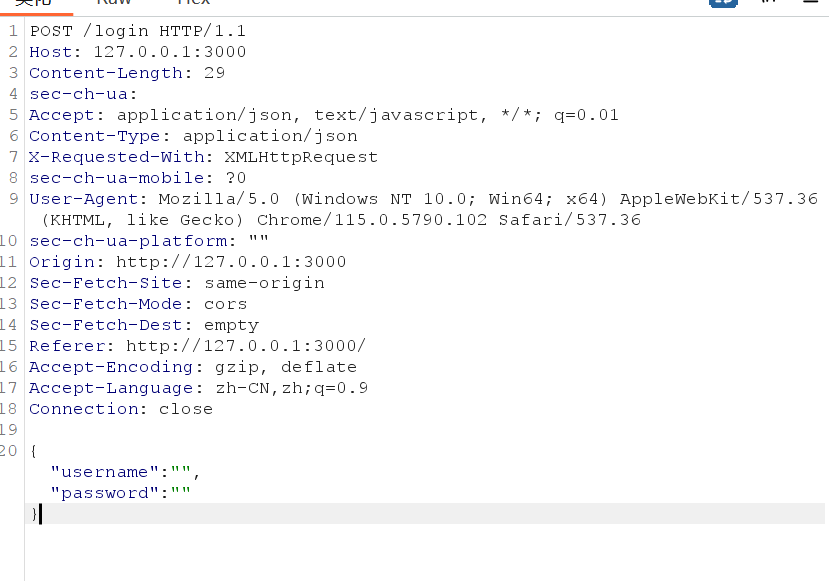 美化 Raw Hex
1 POST /login HTTP/1.1
2 Host: 127.0.0.1:3000
3 Content-Length: 29
4 sec-ch-ua:
5 Accept: application/json, text/javascript, */*; q=0.01
6 Content-Type: application/json
7 X-Requested-With: XMLHttpRequest
8 sec-ch-ua-mobile: ?0
9 User-Agent: Mozilla/5.0 (Windows NT 10.0; Win64; x64) AppleWebKit/537.36
(KHTML, like Gecko) Chrome/115.0.5790.102 Safari/537.36
10 sec-ch-ua-platform: ""
11 Origin: http://127.0.0.1:3000
12 Sec-Fetch-Site: same-origin
13 Sec-Fetch-Mode: cors
14 Sec-Fetch-Dest: empty
15 Referer: http://127.0.0.1:3000/
16 Accept-Encoding: gzip, deflate
17 Accept-Language: zh-CN,zh;q=0.9
18 Connection: close
19
20 {
"username":"",
"password":""
}